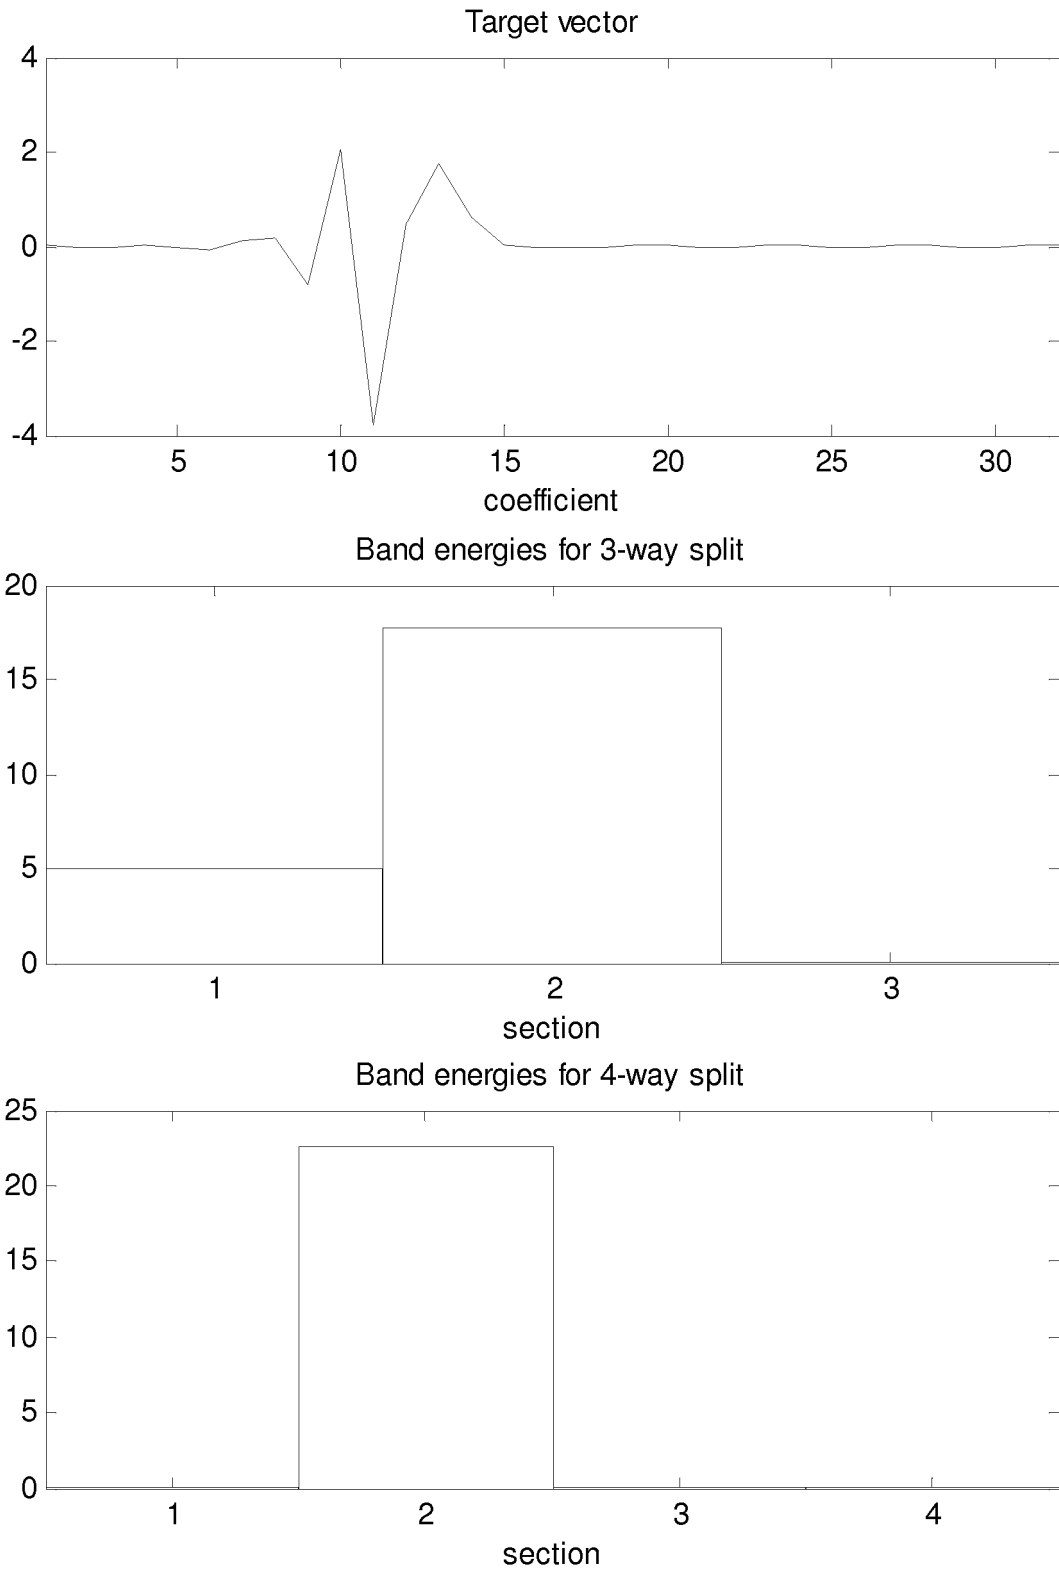 Target vector
4
2
0
-2
-4
5 10 15 20 25 30
coefficient
Band energies for 3-way split
20
15
10
5
0
1 2 3
section
Band energies for 4-way split
25
20
15
10
5
0
1 2 3 4
section